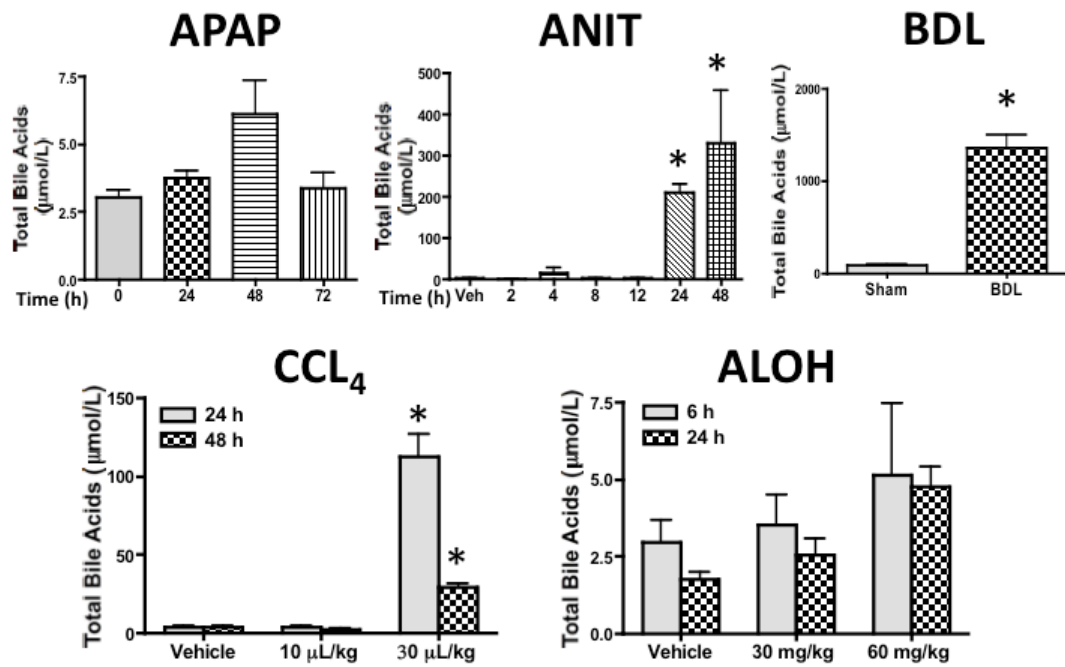 APAP
Total Bile Acids
(μmol/L)
7.5
5.0
2.5
0.0
Time (h)
0
24
48
72
ANIT
Total Bile Acids
(μmol/L)
500
400
300
200
100
0
*
*
Time (h)
Veh
2
4
8
12
24
48
BDL
Total Bile Acids (μmol/L)
2000
1000
0
*
Sham
BDL
CCL4
Total Bile Acids (μmol/L)
150
100
50
0
24 h
48 h
*
*
Vehicle
10 μL/kg
30 μL/kg
ALOH
Total Bile Acids (μmol/L)
7.5
5.0
2.5
0.0
6 h
24 h
Vehicle
30 mg/kg
60 mg/kg